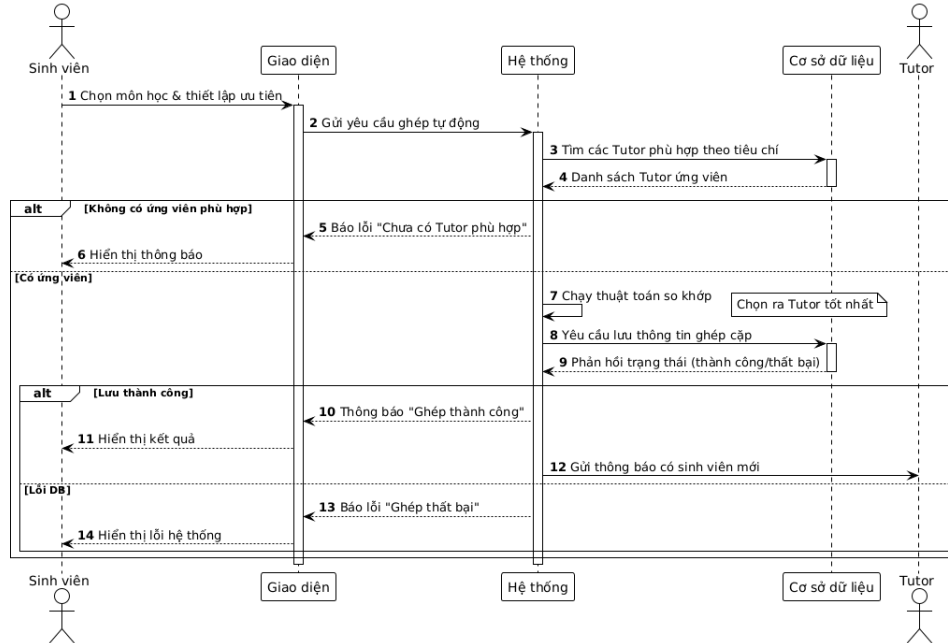 Sinh viên
Giao diện
Hệ thống
Cơ sở dữ liệu
Tutor
1 Chọn môn học & thiết lập ưu tiên
2 Gửi yêu cầu ghép tự động
3 Tìm các Tutor phù hợp theo tiêu chí
4 Danh sách Tutor ứng viên
alt [Không có ứng viên phù hợp]
5 Báo lỗi "Chưa có Tutor phù hợp"
6 Hiển thị thông báo
[Có ứng viên]
7 Chạy thuật toán so khớp
Chọn ra Tutor tốt nhất
8 Yêu cầu lưu thông tin ghép cặp
9 Phản hồi trạng thái (thành công/thất bại)
alt [Lưu thành công]
10 Thông báo "Ghép thành công"
11 Hiển thị kết quả
12 Gửi thông báo có sinh viên mới
[Lỗi DB]
13 Báo lỗi "Ghép thất bại"
14 Hiển thị lỗi hệ thống
Sinh viên
Giao diện
Hệ thống
Cơ sở dữ liệu
Tutor